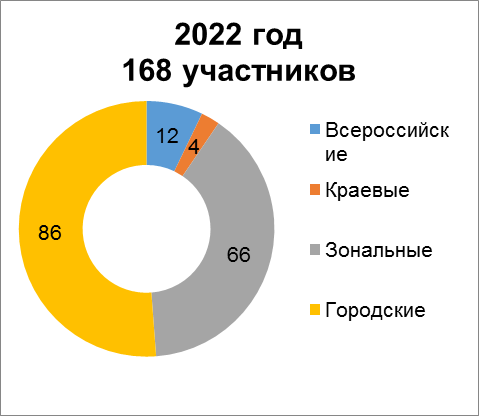 2022 год
168 участников
12
4
66
86
Всероссийск
ие
Краевые
Зональные
Городские